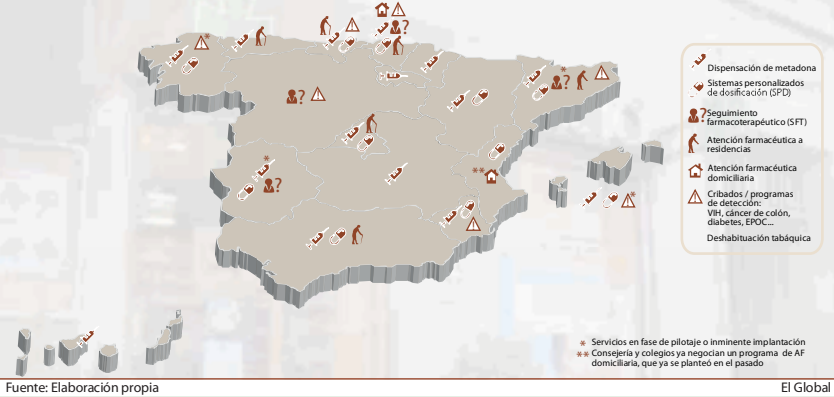 Dispensación de metadona
Sistemas personalizados
de dosificación (SPD)
Seguimiento
farmacoterapéutico (SFT)
Atención farmacéutica a
residencias
Atención farmacéutica
domiciliaria
Cribados / programas
de detección:
VIH, cáncer de colón,
diabetes, EPOC...
Deshabituación tabáquica
* Servicios en fase de pilotaje o inminente implantación
** Consejería y colegios ya negocian un programa de AF
domiciliaria, que ya se planteó en el pasado
Fuente: Elaboración propia
El Global